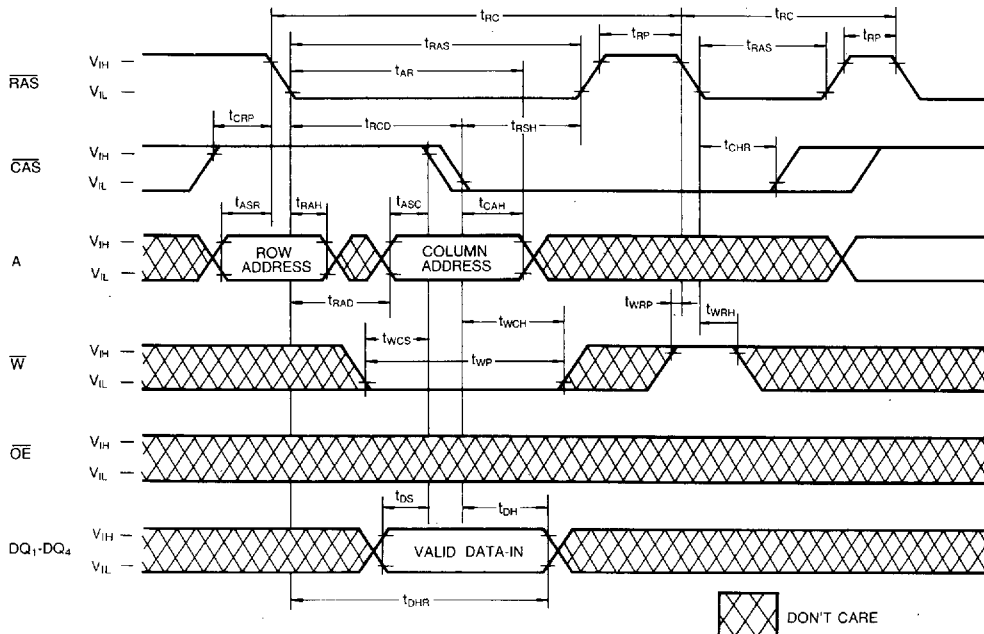 tRC tRC
tRAS tRP tRAS tRP
tAR
RAS VIH
VIL
tCRP tRCD tRSH
tCHR
CAS VIH
VIL
tASR tRAH tASC tCAH
A VIH
VIL
ROW ADDRESS
COLUMN ADDRESS
tRAD
tWCS tWCH tWRP tWRH
tWP
W VIH
VIL
OE VIH
VIL
tDS tDH
DQ1-DQ4 VIH
VIL
VALID DATA-IN
tDHR
DON'T CARE